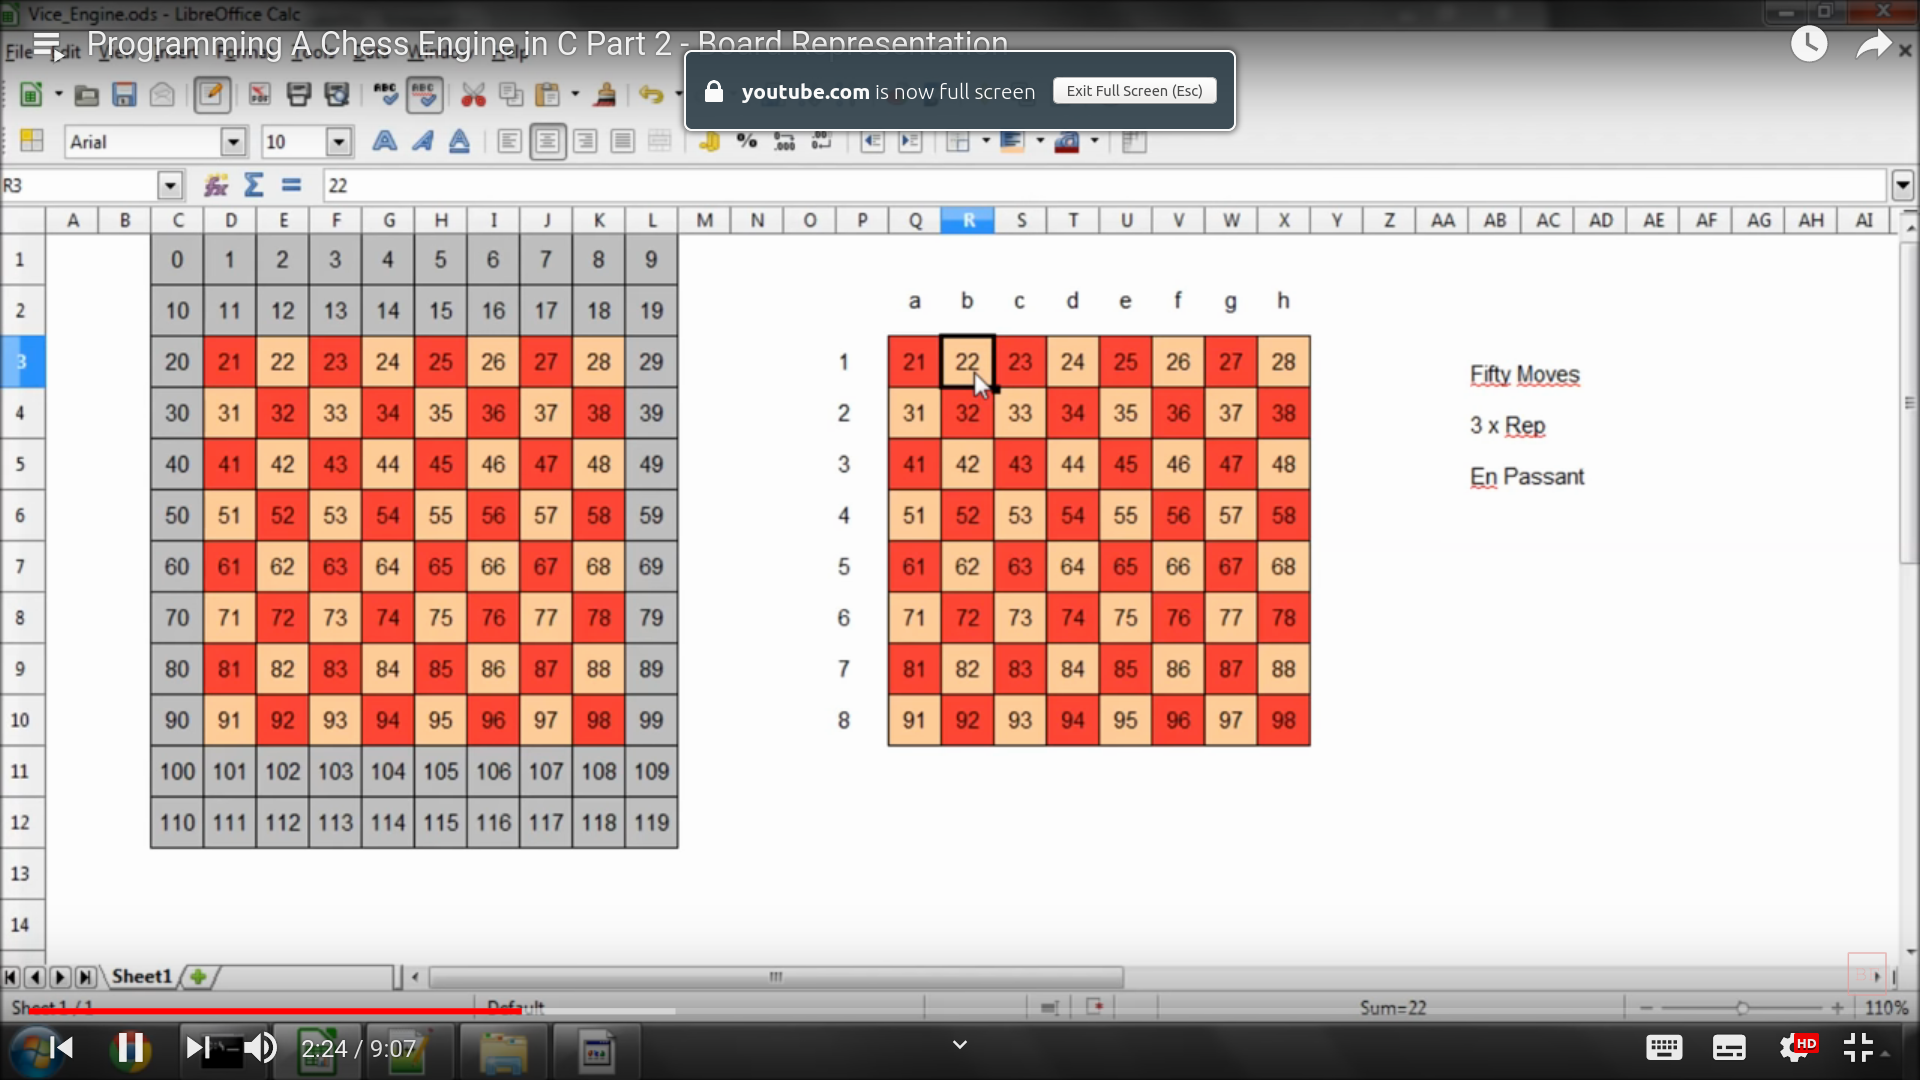 Vice_Engine.ods - LibreOffice Calc
Programming A Chess Engine in C Part 2 - Board Representation
youtube.com is now full screen
Exit Full Screen (Esc)
Arial 10
R3 22
A B C D E F G H I J K L M N O P Q R S T U V W X Y Z AA AB AC AD AE AF AG AH AI
1 0 1 2 3 4 5 6 7 8 9
2 10 11 12 13 14 15 16 17 18 19 a b c d e f g h
3 20 21 22 23 24 25 26 27 28 29 1 21 22 23 24 25 26 27 28 Fifty Moves
4 30 31 32 33 34 35 36 37 38 39 2 31 32 33 34 35 36 37 38 3 x Rep
5 40 41 42 43 44 45 46 47 48 49 3 41 42 43 44 45 46 47 48 En Passant
6 50 51 52 53 54 55 56 57 58 59 4 51 52 53 54 55 56 57 58
7 60 61 62 63 64 65 66 67 68 69 5 61 62 63 64 65 66 67 68
8 70 71 72 73 74 75 76 77 78 79 6 71 72 73 74 75 76 77 78
9 80 81 82 83 84 85 86 87 88 89 7 81 82 83 84 85 86 87 88
10 90 91 92 93 94 95 96 97 98 99 8 91 92 93 94 95 96 97 98
11 100 101 102 103 104 105 106 107 108 109
12 110 111 112 113 114 115 116 117 118 119
13
14
Sheet1
Sheet 1 / 1 Default Sum=22 110%
2:24 / 9:07 HD